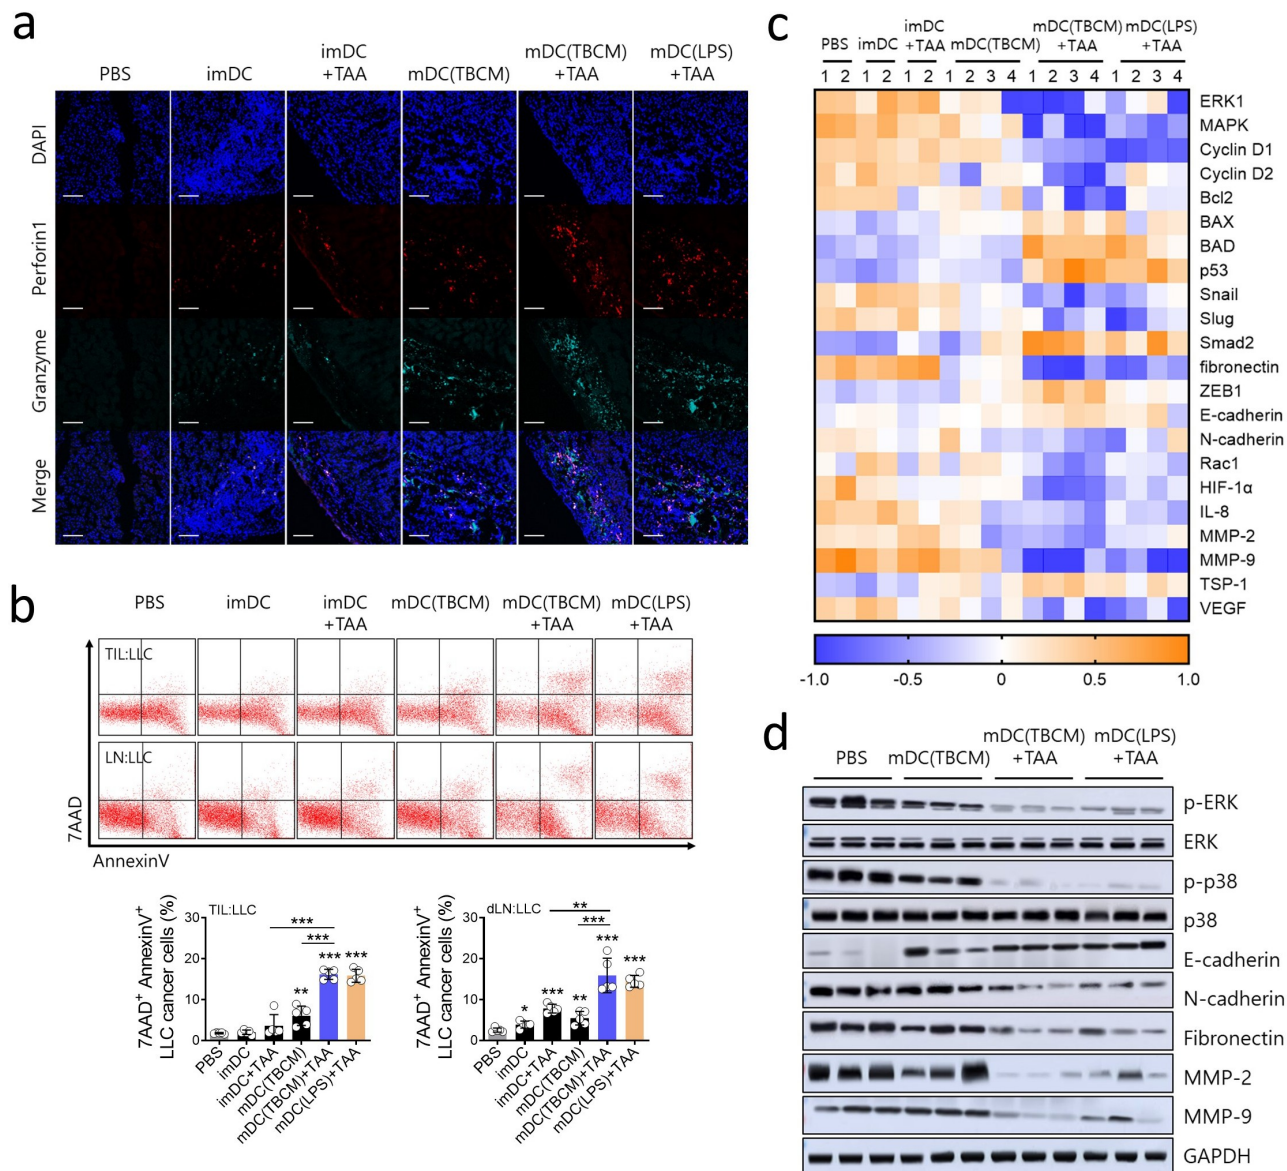 a
imDC
mDC(TBCM) mDC(LPS)
PBS imDC +TAA mDC(TBCM) +TAA +TAA
DAPI
Perforin1
Granzyme
Merge
b
PBS imDC imDC mDC(TBCM) mDC(TBCM) mDC(LPS)
+TAA +TAA +TAA
TIL:LLC
LN:LLC
7AAD
AnnexinV
7AAD⁺ AnnexinV⁺
LLC cancer cells (%)
TIL:LLC
30
20
10
0
***
***
** *** ***
PBS
imDC
imDC+TAA
mDC(TBCM)
mDC(TBCM)+TAA
mDC(LPS)+TAA
7AAD⁺ AnnexinV⁺
LLC cancer cells (%)
dLN:LLC
30
20
10
0
**
***
* *** ** *** ***
PBS
imDC
imDC+TAA
mDC(TBCM)
mDC(TBCM)+TAA
mDC(LPS)+TAA
c
imDC mDC(TBCM) mDC(LPS)
PBS imDC +TAA mDC(TBCM) +TAA +TAA
1 2 1 2 1 2 1 2 3 4 1 2 3 4 1 2 3 4
ERK1
MAPK
Cyclin D1
Cyclin D2
Bcl2
BAX
BAD
p53
Snail
Slug
Smad2
fibronectin
ZEB1
E-cadherin
N-cadherin
Rac1
HIF-1α
IL-8
MMP-2
MMP-9
TSP-1
VEGF
-1.0 -0.5 0 0.5 1.0
d
mDC(TBCM) mDC(LPS)
PBS mDC(TBCM) +TAA +TAA
p-ERK
ERK
p-p38
p38
E-cadherin
N-cadherin
Fibronectin
MMP-2
MMP-9
GAPDH